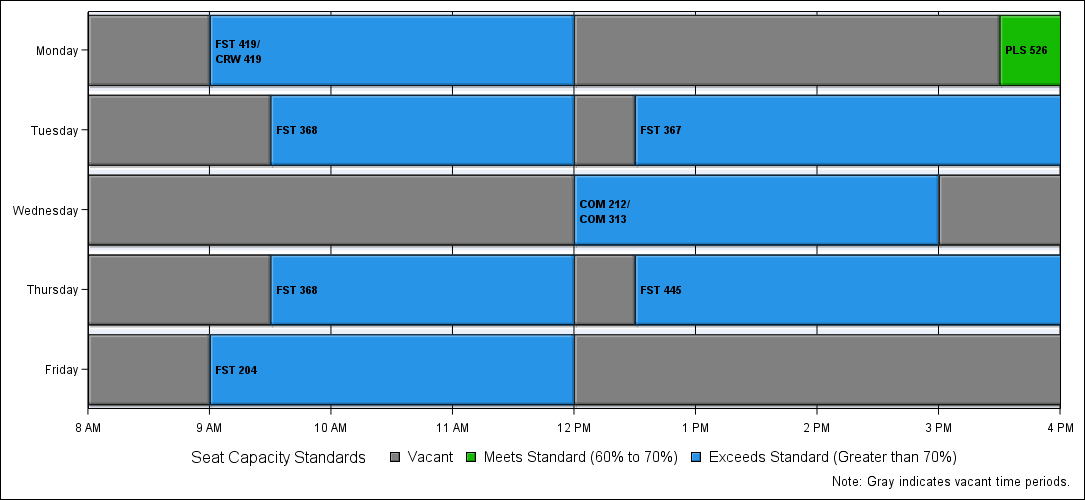 Monday
FST 419/
CRW 419
PLS 526
Tuesday
FST 368
FST 367
Wednesday
COM 212/
COM 313
Thursday
FST 368
FST 445
Friday
FST 204
8 AM 9 AM 10 AM 11 AM 12 PM 1 PM 2 PM 3 PM 4 PM
Seat Capacity Standards Vacant Meets Standard (60% to 70%) Exceeds Standard (Greater than 70%)
Note: Gray indicates vacant time periods.